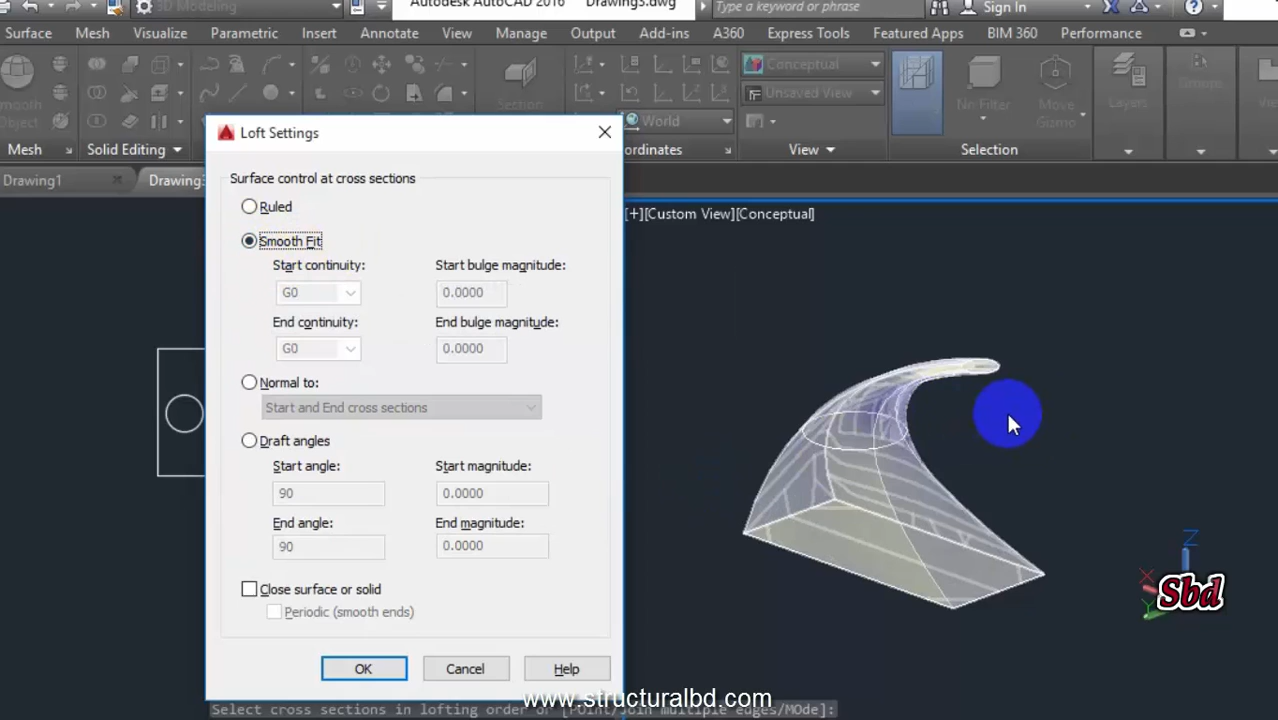 Autodesk AutoCAD 2016 Drawing3.dwg Type a keyword or phrase Sign In
3D Modeling
Surface Mesh Visualize Parametric Insert Annotate View Manage Output Add-ins A360 Express Tools Featured Apps BIM 360 Performance
Conceptual
Unsaved View
World
Object
Section
No Filter
Move
Gizmo
Layers
Mesh Solid Editing View Selection
Drawing1
Loft Settings
Surface control at cross sections
Ruled
Smooth Fit
Start continuity: Start bulge magnitude:
G0 0.0000
End continuity: End bulge magnitude:
G0 0.0000
Normal to:
Start and End cross sections
Draft angles
Start angle: Start magnitude:
90 0.0000
End angle: End magnitude:
90 0.0000
Close surface or solid
Periodic (smooth ends)
OK Cancel Help
[+][Custom View][Conceptual]
Z
X
Y
Sbd
www.structuralbd.com
Select cross sections in lofting order or [POint/Join multiple edges/MOde]: